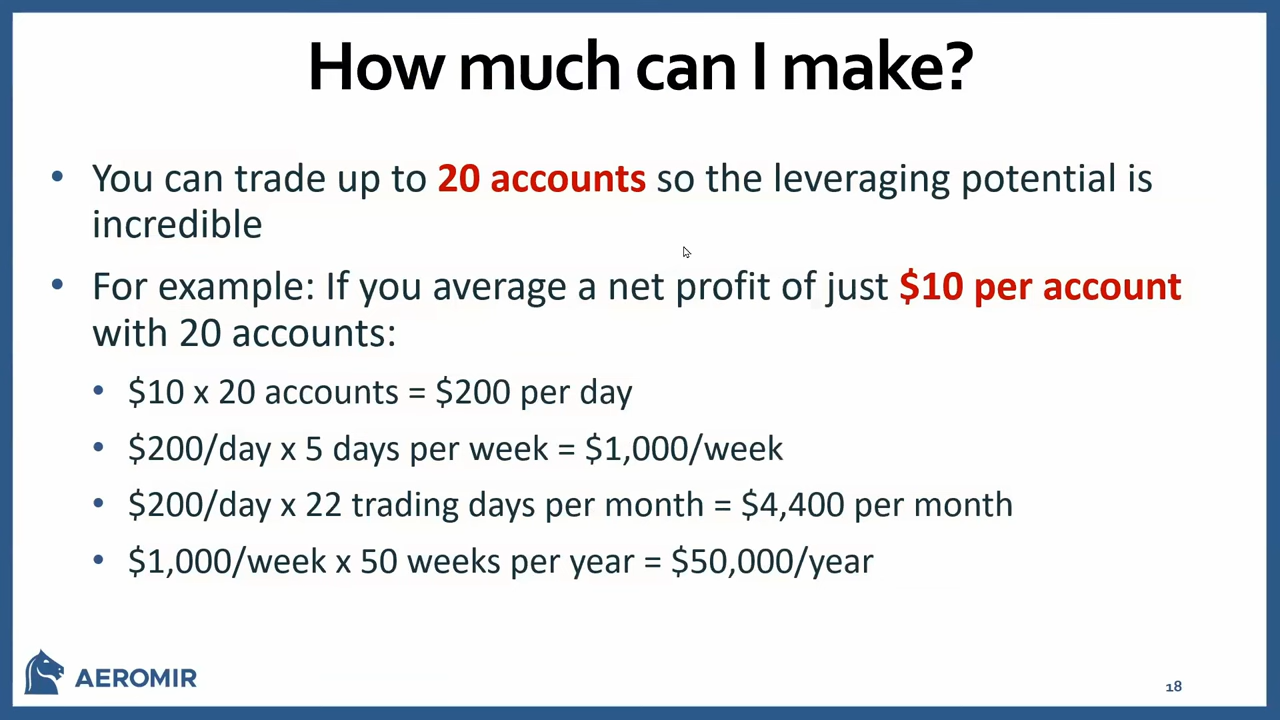 How much can I make?
• You can trade up to 20 accounts so the leveraging potential is
incredible
• For example: If you average a net profit of just $10 per account
with 20 accounts:
• $10 x 20 accounts = $200 per day
• $200/day x 5 days per week = $1,000/week
• $200/day x 22 trading days per month = $4,400 per month
• $1,000/week x 50 weeks per year = $50,000/year
AEROMIR
18